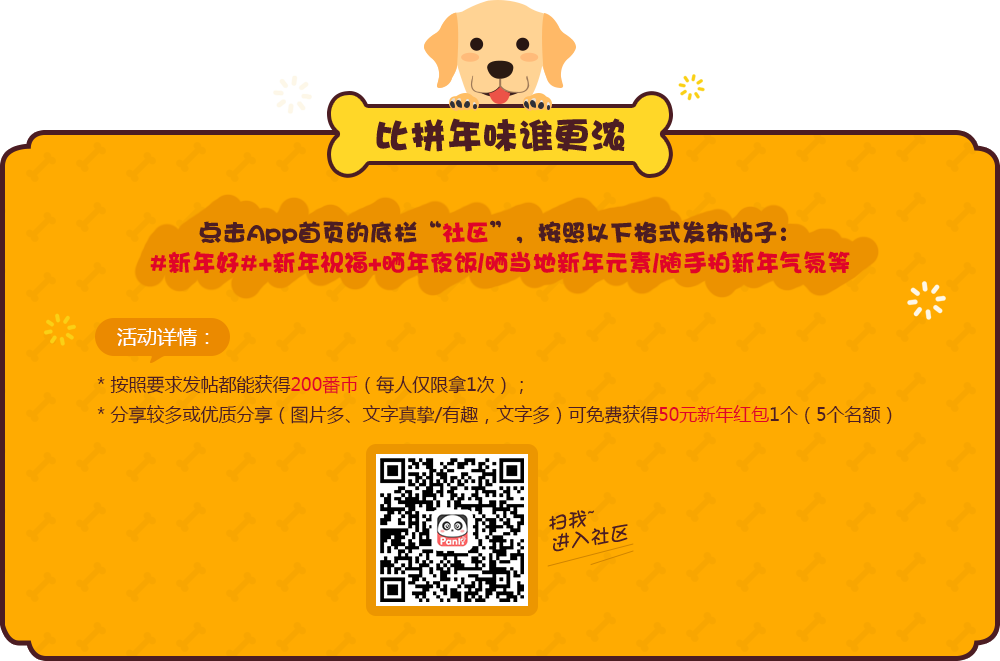 比拼年味谁更浓
点击App首页的底栏“社区”，按照以下格式发布帖子：
#新年好#+新年祝福+晒年夜饭/晒当地新年元素/随手拍新年气氛等
活动详情：
* 按照要求发帖都能获得200番币（每人仅限拿1次）；
* 分享较多或优质分享（图片多、文字真挚/有趣，文字多）可免费获得50元新年红包1个（5个名额）
扫我~
进入社区